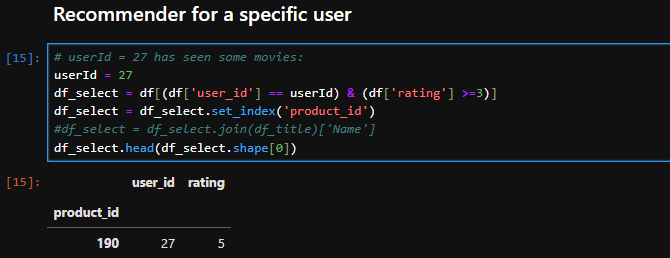 Recommender for a specific user
[15]: # userId = 27 has seen some movies:
userId = 27
df_select = df[(df['user_id'] == userId) & (df['rating'] >=3)]
df_select = df_select.set_index('product_id')
#df_select = df_select.join(df_title)['Name']
df_select.head(df_select.shape[0])
[15]:
user_id rating
product_id
190 27 5